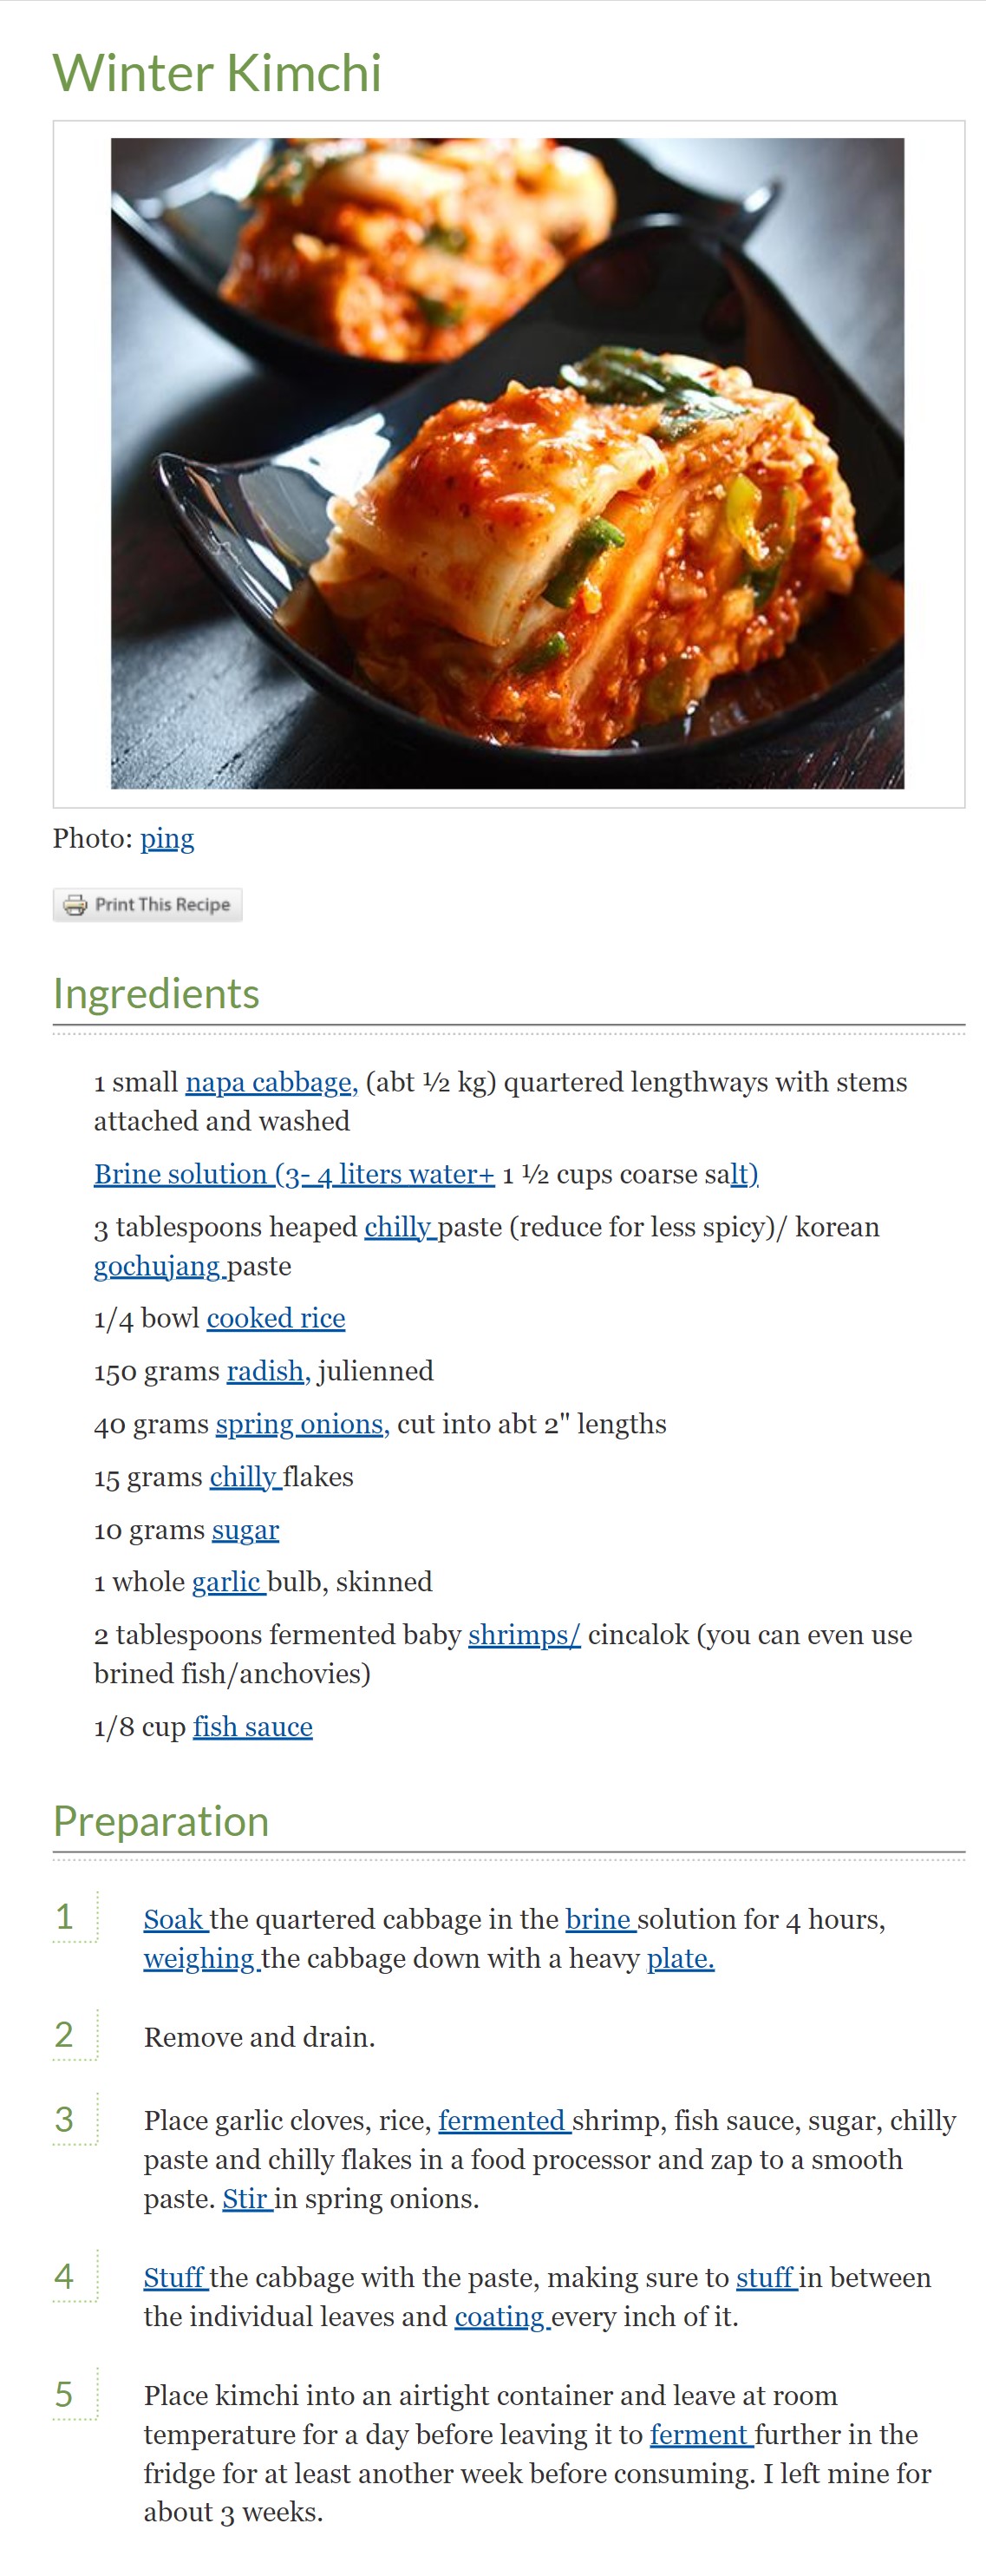 Winter Kimchi
Photo: ping
Print This Recipe
Ingredients
1 small napa cabbage, (abt ½ kg) quartered lengthways with stems
attached and washed
Brine solution (3- 4 liters water+ 1 ½ cups coarse salt)
3 tablespoons heaped chilly paste (reduce for less spicy)/ korean
gochujang paste
1/4 bowl cooked rice
150 grams radish, julienned
40 grams spring onions, cut into abt 2" lengths
15 grams chilly flakes
10 grams sugar
1 whole garlic bulb, skinned
2 tablespoons fermented baby shrimps/ cincalok (you can even use
brined fish/anchovies)
1/8 cup fish sauce
Preparation
1 Soak the quartered cabbage in the brine solution for 4 hours,
weighing the cabbage down with a heavy plate.
2 Remove and drain.
3 Place garlic cloves, rice, fermented shrimp, fish sauce, sugar, chilly
paste and chilly flakes in a food processor and zap to a smooth
paste. Stir in spring onions.
4 Stuff the cabbage with the paste, making sure to stuff in between
the individual leaves and coating every inch of it.
5 Place kimchi into an airtight container and leave at room
temperature for a day before leaving it to ferment further in the
fridge for at least another week before consuming. I left mine for
about 3 weeks.